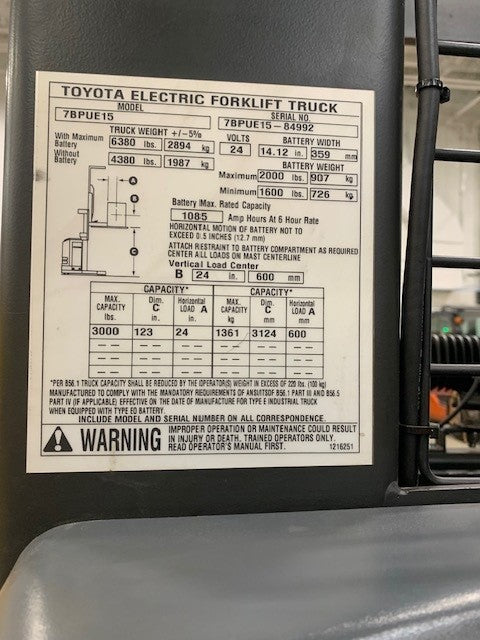 TOYOTA ELECTRIC FORKLIFT TRUCK
MODEL SERIAL NO.
7BPUE15 7BPUE15-84992
TRUCK WEIGHT +/-5% VOLTS BATTERY WIDTH
With Maximum Battery 6380 lbs. 2894 kg 24 14.12 in. 359 mm
Without Battery 4380 lbs. 1987 kg
BATTERY WEIGHT
Maximum 2000 lbs. 907 kg
Minimum 1600 lbs. 726 kg
A
B
C
Battery Max. Rated Capacity
1085 Amp Hours At 6 Hour Rate
HORIZONTAL MOTION OF BATTERY NOT TO
EXCEED 0.5 INCHES (12.7 mm)
ATTACH RESTRAINT TO BATTERY COMPARTMENT AS REQUIRED
CENTER ALL LOADS ON MAST CENTERLINE
Vertical Load Center
B 24 in. 600 mm
CAPACITY* CAPACITY*
MAX. CAPACITY lbs. Dim. C in. Horizontal LOAD A in. MAX. CAPACITY kg Dim. C mm Horizontal LOAD A mm
3000 123 24 1361 3124 600
-- -- -- -- -- --
-- -- -- -- -- --
*PER B56.1 TRUCK CAPACITY SHALL BE REDUCED BY THE OPERATOR(S) WEIGHT IN EXCESS OF 220 lbs. (100 kg)
MANUFACTURED TO COMPLY WITH THE MANDATORY REQUIREMENTS OF ANSI/ITSDF B56.1 PART III AND B56.5
PART IV (IF APPLICABLE) EFFECTIVE ON THE DATE OF MANUFACTURE FOR TYPE E INDUSTRIAL TRUCK
WHEN EQUIPPED WITH TYPE EO BATTERY.
INCLUDE MODEL AND SERIAL NUMBER ON ALL CORRESPONDENCE.
WARNING
IMPROPER OPERATION OR MAINTENANCE COULD RESULT
IN INJURY OR DEATH. TRAINED OPERATORS ONLY.
READ OPERATOR'S MANUAL FIRST. 1216251